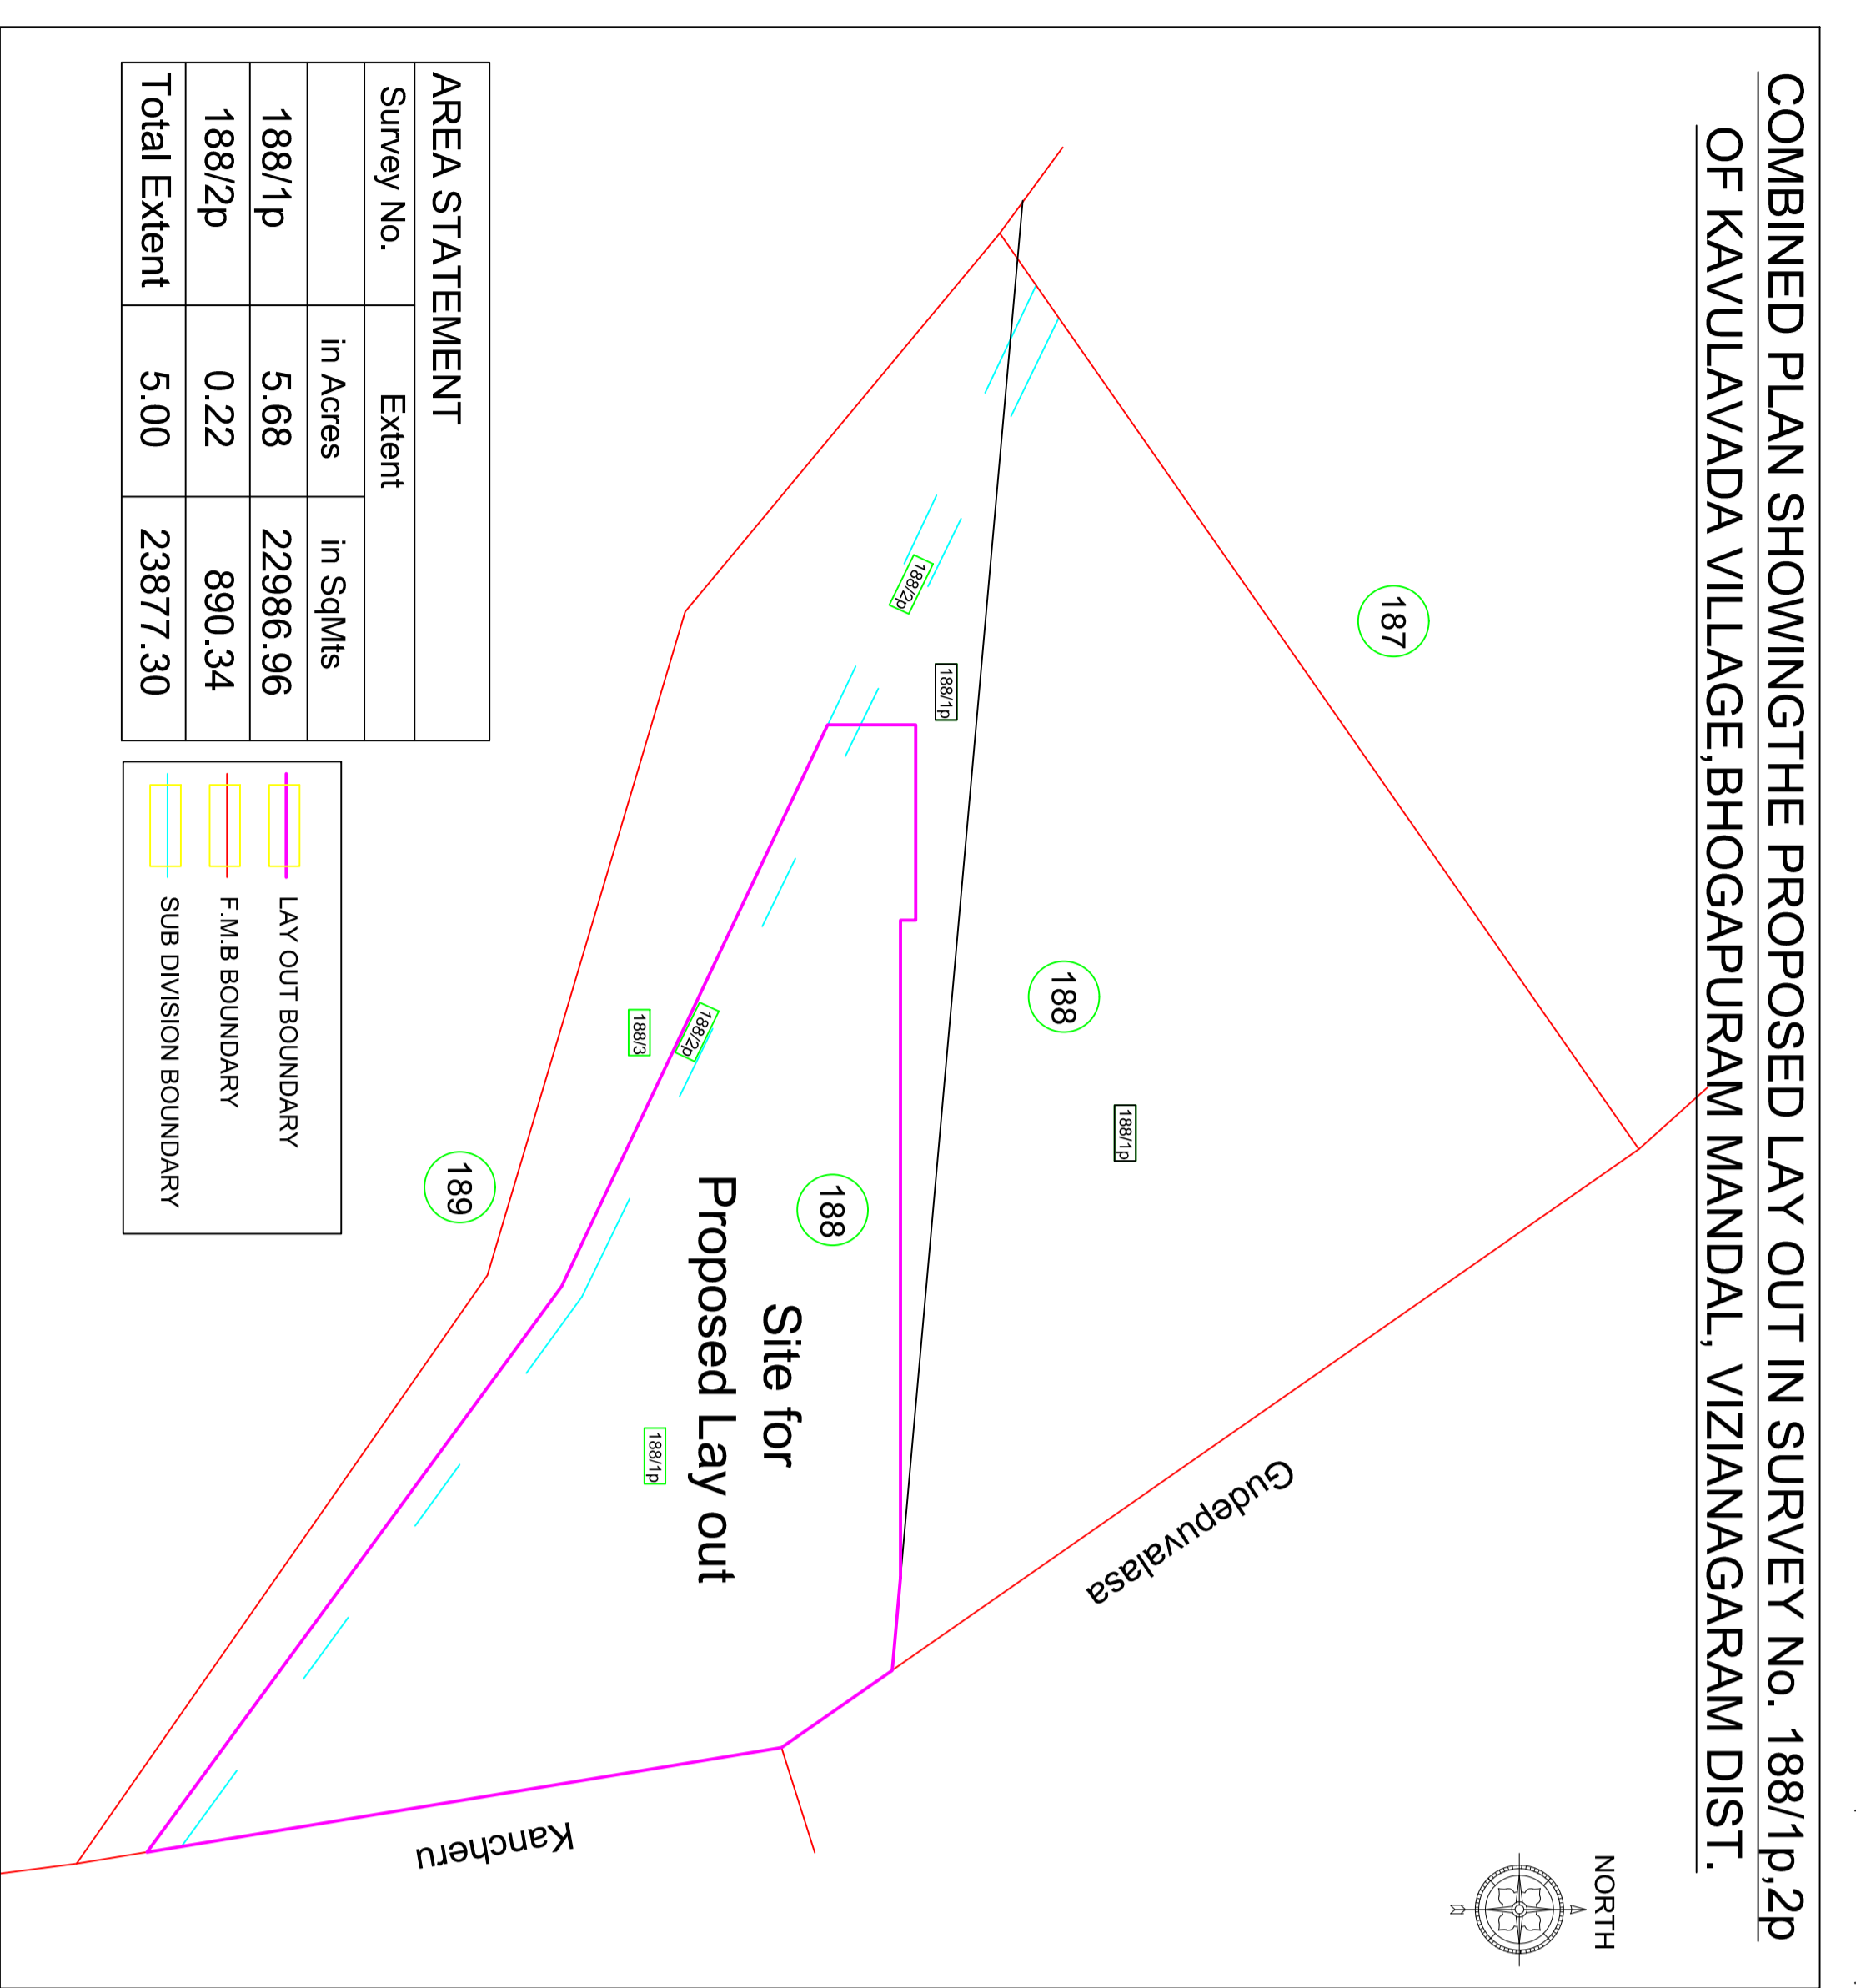 COMBINED PLAN SHOWINGTHE PROPOSED LAY OUT IN SURVEY No. 188/1p,2p
OF KAVULAVADA VILLAGE,BHOGAPURAM MANDAL, VIZIANAGARAM DIST.
NORTH
187
188
188/1p
Gudepuvalasa
188/1p
188/2p
188
Site for
Proposed Lay out
188/2p
188/3
188/1p
Kancheru
189
AREA STATEMENT
Survey No. Extent
in Acres in SqMts
188/1p 5.68 22986.96
188/2p 0.22 890.34
Total Extent 5.00 23877.30
LAY OUT BOUNDARY
F.M.B BOUNDARY
SUB DIVISION BOUNDARY